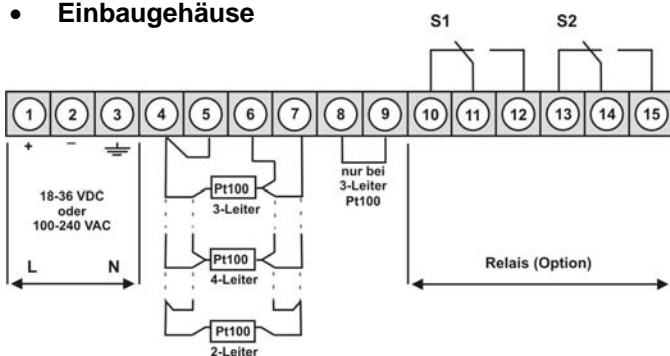 • Einbaugehäuse
S1 S2
1 2 3 4 5 6 7 8 9 10 11 12 13 14 15
+ –
nur bei
3-Leiter
Pt100
Pt100
3-Leiter
18-36 VDC
oder
100-240 VAC
L N
Pt100
4-Leiter
Relais (Option)
Pt100
2-Leiter